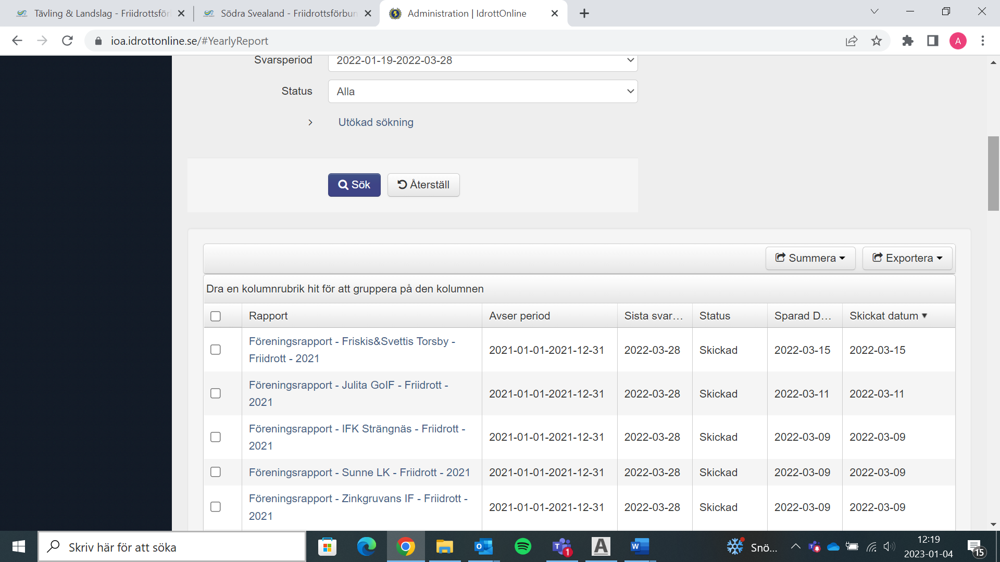 Tävling & Landslag - Friidrottsför
Södra Svealand - Friidrottsförbun
Administration | IdrottOnline
ioa.idrottonline.se/#YearlyReport
A
Svarsperiod
2022-01-19-2022-03-28
Status
Alla
Utökad sökning
Sök
Återställ
Summera
Exportera
Dra en kolumnrubrik hit för att gruppera på den kolumnen
Rapport Avser period Sista svar... Status Sparad D... Skickat datum
Föreningsrapport - Friskis&Svettis Torsby -
Friidrott - 2021
2021-01-01-2021-12-31 2022-03-28 Skickad 2022-03-15 2022-03-15
Föreningsrapport - Julita GoIF - Friidrott -
2021
2021-01-01-2021-12-31 2022-03-28 Skickad 2022-03-11 2022-03-11
Föreningsrapport - IFK Strängnäs - Friidrott -
2021
2021-01-01-2021-12-31 2022-03-28 Skickad 2022-03-09 2022-03-09
Föreningsrapport - Sunne LK - Friidrott - 2021 2021-01-01-2021-12-31 2022-03-28 Skickad 2022-03-09 2022-03-09
Föreningsrapport - Zinkgruvans IF - Friidrott -
2021
2021-01-01-2021-12-31 2022-03-28 Skickad 2022-03-09 2022-03-09
Skriv här för att söka
Snö...
12:19
2023-01-04
15